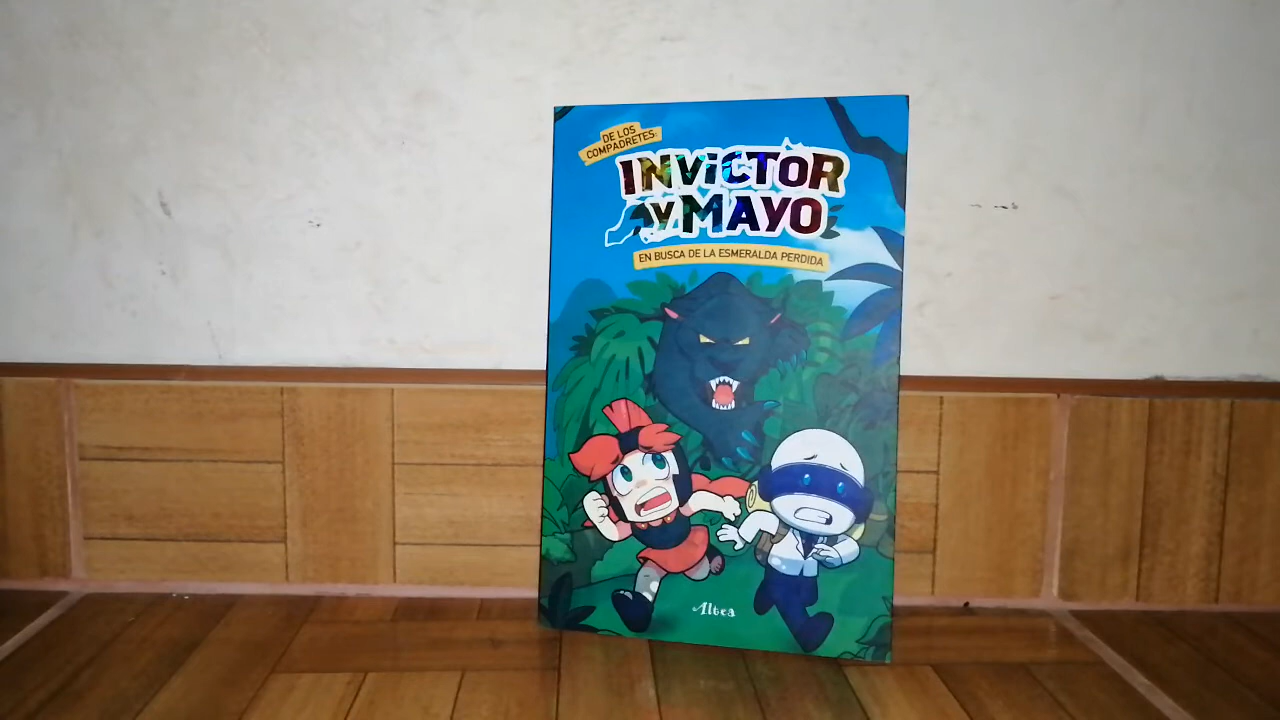 DE LOS
COMPADRETES:
INVICTOR
y MAYO
EN BUSCA DE LA ESMERALDA PERDIDA
Altea